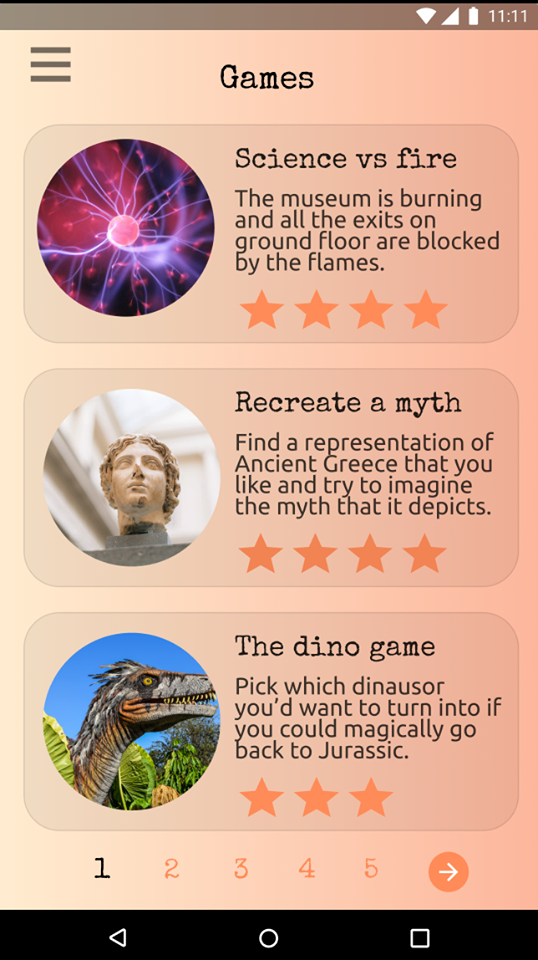 11:11
Games
Science vs fire
The museum is burning
and all the exits on
ground floor are blocked
by the flames.
Recreate a myth
Find a representation of
Ancient Greece that you
like and try to imagine
the myth that it depicts.
The dino game
Pick which dinausor
you’d want to turn into if
you could magically go
back to Jurassic.
1 2 3 4 5